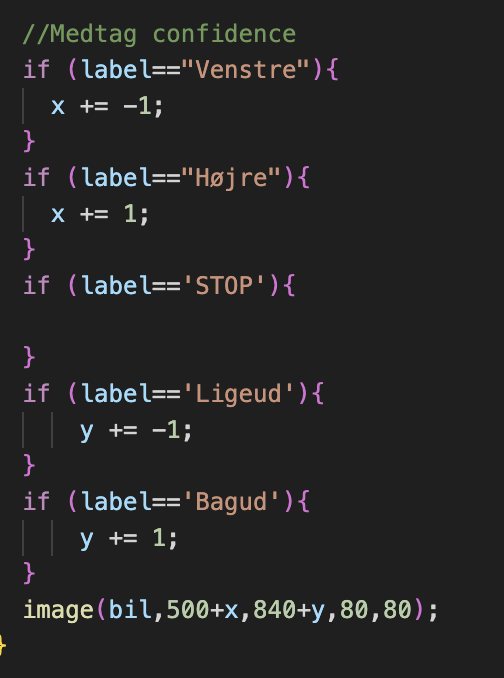 //Medtag confidence
if (label=="Venstre"){
x += -1;
}
if (label=="Højre"){
x += 1;
}
if (label=='STOP'){
}
if (label=='Ligeud'){
y += -1;
}
if (label=='Bagud'){
y += 1;
}
image(bil,500+x,840+y,80,80);
}